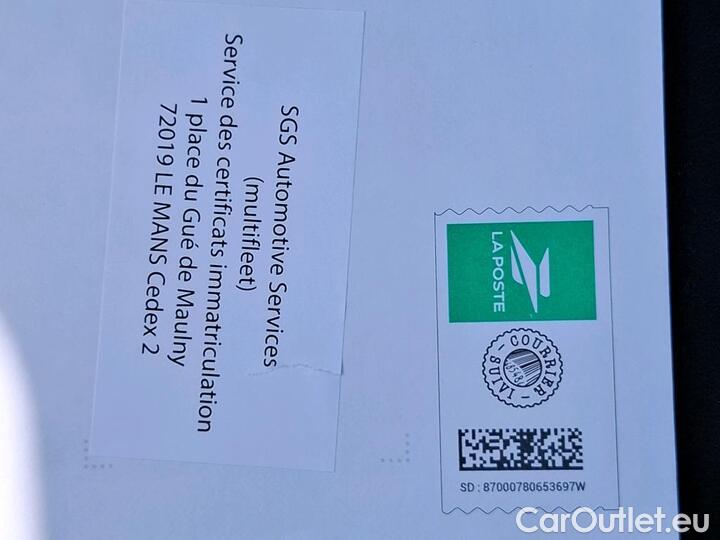 SGS Automotive Services
(multifleet)
Service des certificats immatriculation
1 place du Gué de Maulny
72019 LE MANS Cedex 2
LA POSTE
COURRIER - SUIVI -
SD : 87000780653697W
CarOutlet.eu